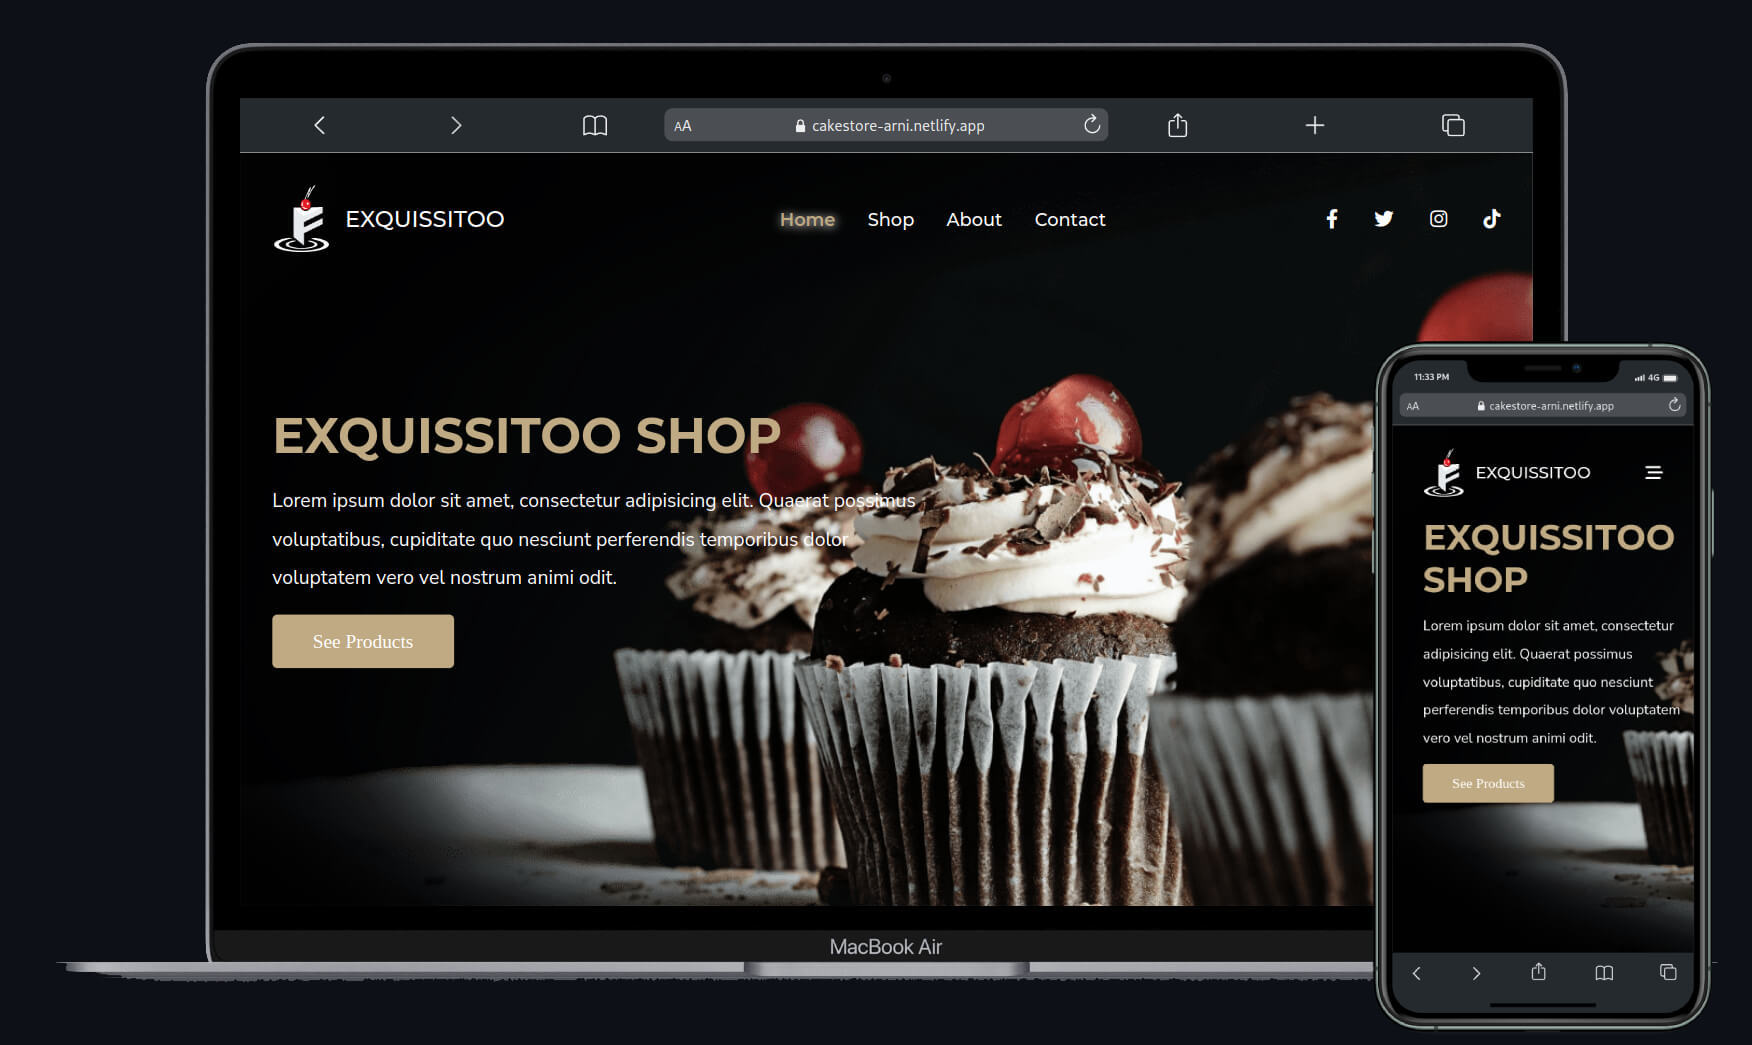 AA
cakestore-arni.netlify.app
EXQUISSITOO
Home Shop About Contact
EXQUISSITOO SHOP
Lorem ipsum dolor sit amet, consectetur adipisicing elit. Quaerat possimus
voluptatibus, cupiditate quo nesciunt perferendis temporibus dolor
voluptatem vero vel nostrum animi odit.
See Products
MacBook Air
11:33 PM
4G
AA
cakestore-arni.netlify.app
EXQUISSITOO
EXQUISSITOO
SHOP
Lorem ipsum dolor sit amet, consectetur
adipisicing elit. Quaerat possimus
voluptatibus, cupiditate quo nesciunt
perferendis temporibus dolor voluptatem
vero vel nostrum animi odit.
See Products